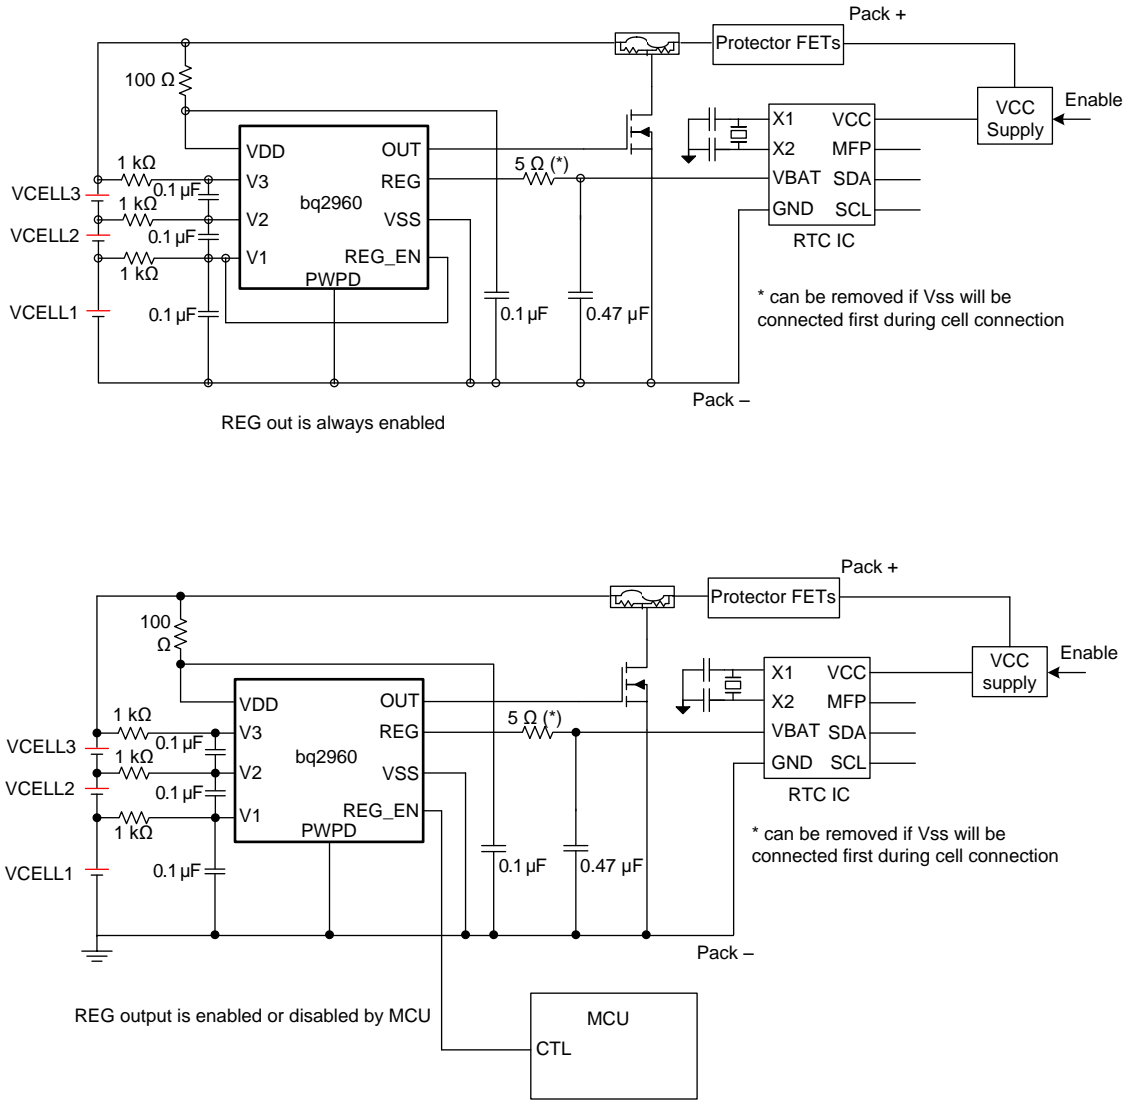 Pack +
Protector FETs
100 Ω
VCC
Supply
Enable
X1
VCC
VDD
OUT
X2
MFP
1 kΩ
5 Ω (*)
V3
REG
VBAT
SDA
0.1 µF
VCELL3
1 kΩ
bq2960
V2
VSS
GND
SCL
VCELL2
0.1 µF
RTC IC
V1
REG_EN
1 kΩ
PWPD
VCELL1
0.1 µF
0.1 µF
0.47 µF
* can be removed if Vss will be
connected first during cell connection
Pack –
REG out is always enabled
Pack +
Protector FETs
100
Ω
VCC
supply
Enable
X1
VCC
VDD
OUT
X2
MFP
1 kΩ
5 Ω (*)
V3
REG
VBAT
SDA
0.1 µF
VCELL3
1 kΩ
bq2960
V2
VSS
GND
SCL
VCELL2
0.1 µF
RTC IC
V1
REG_EN
1 kΩ
PWPD
VCELL1
0.1 µF
0.1 µF
0.47 µF
* can be removed if Vss will be
connected first during cell connection
Pack –
REG output is enabled or disabled by MCU
MCU
CTL